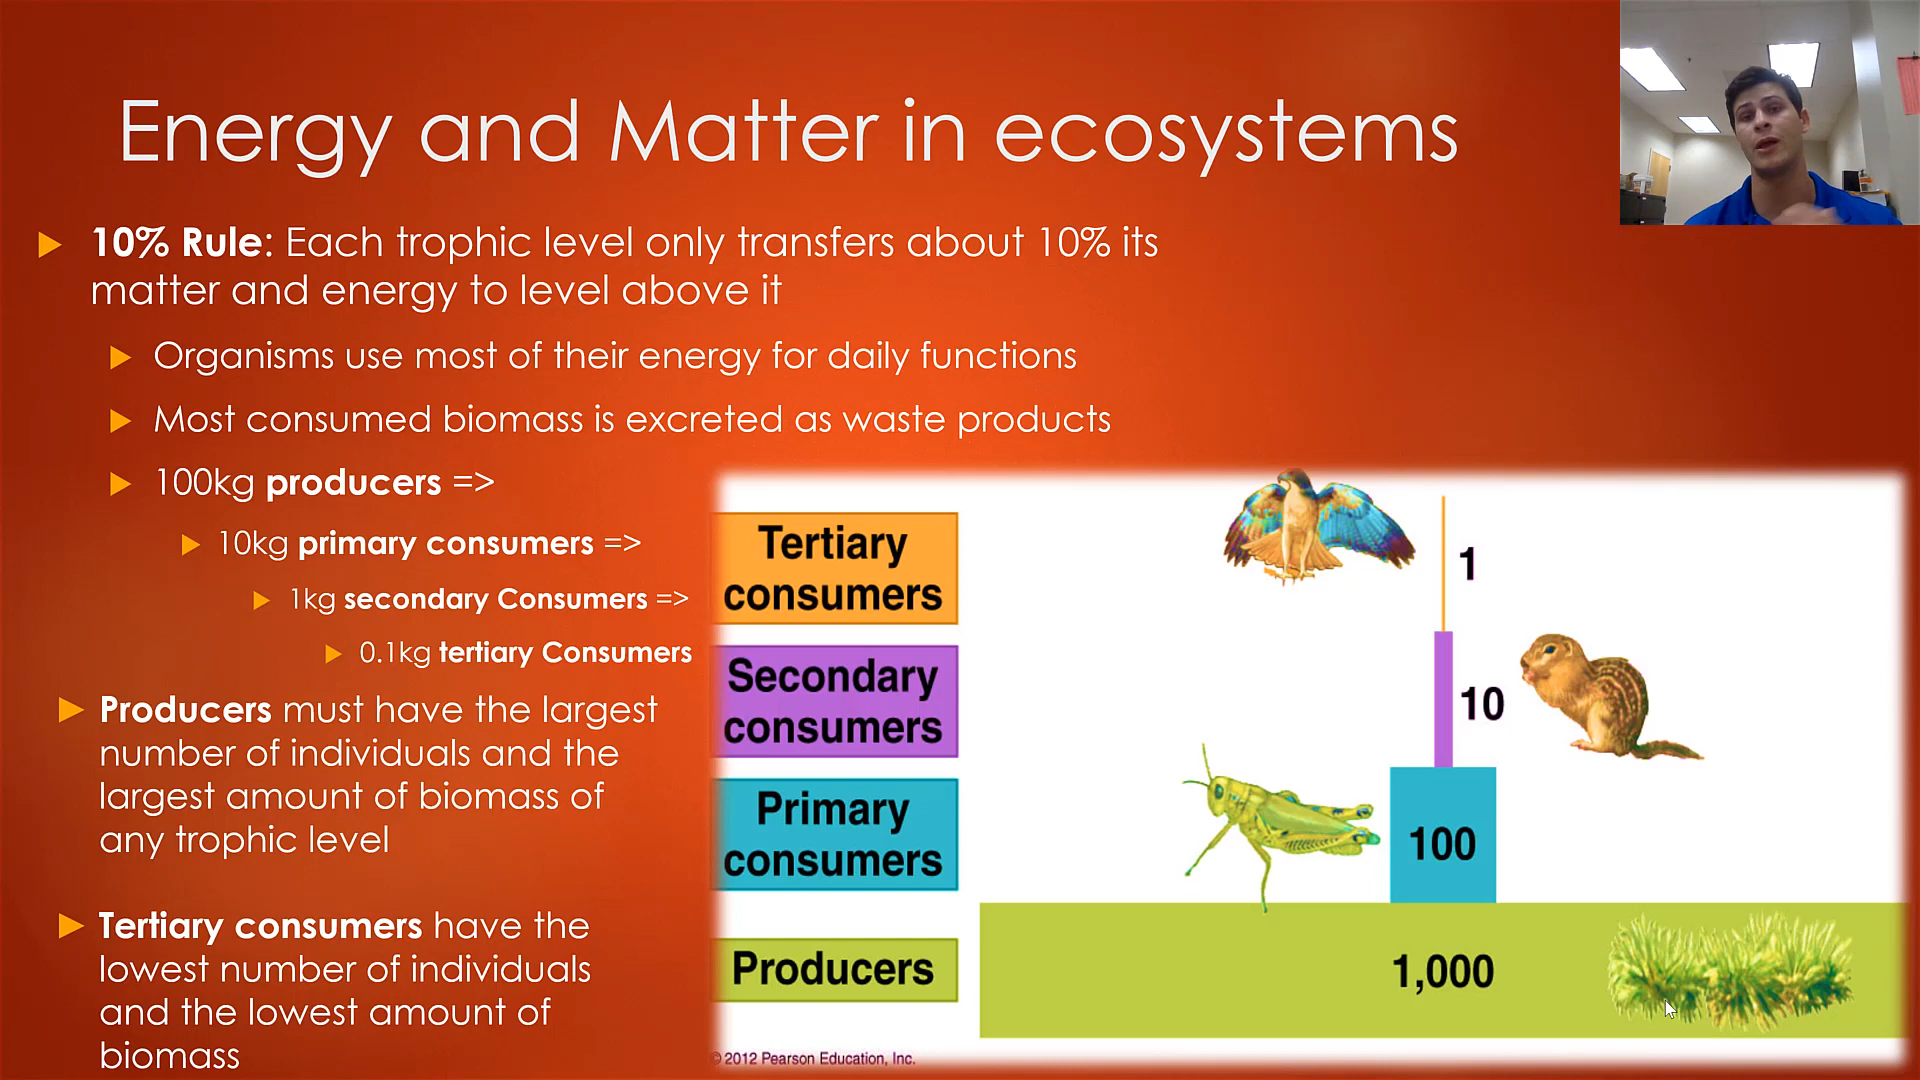 Energy and Matter in ecosystems
10% Rule: Each trophic level only transfers about 10% its
matter and energy to level above it
Organisms use most of their energy for daily functions
Most consumed biomass is excreted as waste products
100kg producers =>
10kg primary consumers =>
1kg secondary Consumers =>
0.1kg tertiary Consumers
Producers must have the largest
number of individuals and the
largest amount of biomass of
any trophic level
Tertiary consumers have the
lowest number of individuals
and the lowest amount of
biomass
Tertiary
consumers
1
Secondary
consumers
10
Primary
consumers
100
Producers
1,000
© 2012 Pearson Education, Inc.